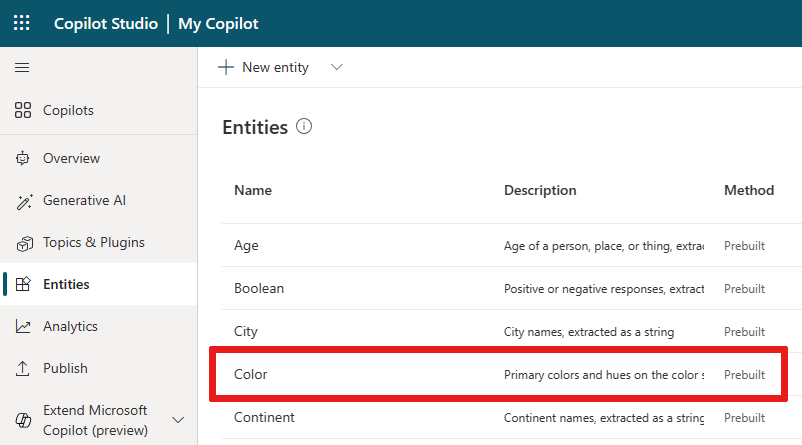 Copilot Studio | My Copilot
New entity
Copilots
Overview
Generative AI
Topics & Plugins
Entities
Analytics
Publish
Extend Microsoft
Copilot (preview)
Entities
Name Description Method
Age Age of a person, place, or thing, Prebuilt
Boolean Positive or negative responses, Prebuilt
City City names, extracted as a string Prebuilt
Color Primary colors and hues on the color Prebuilt
Continent Continent names, extracted as a string Prebuilt